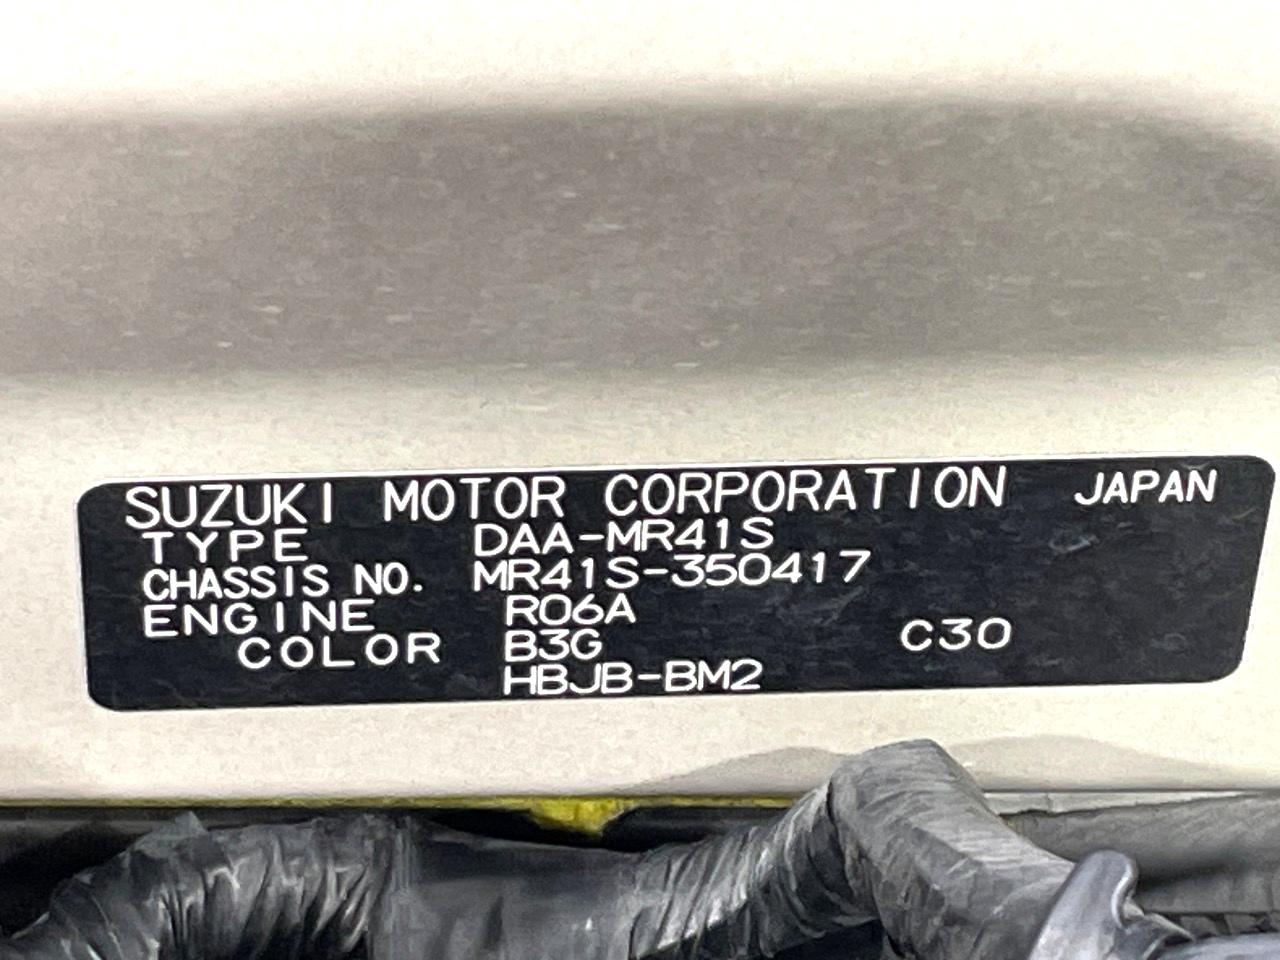 SUZUKI MOTOR CORPORATION JAPAN
TYPE DAA-MR41S
CHASSIS NO. MR41S-350417
ENGINE R06A
COLOR B3G C30
HBJB-BM2